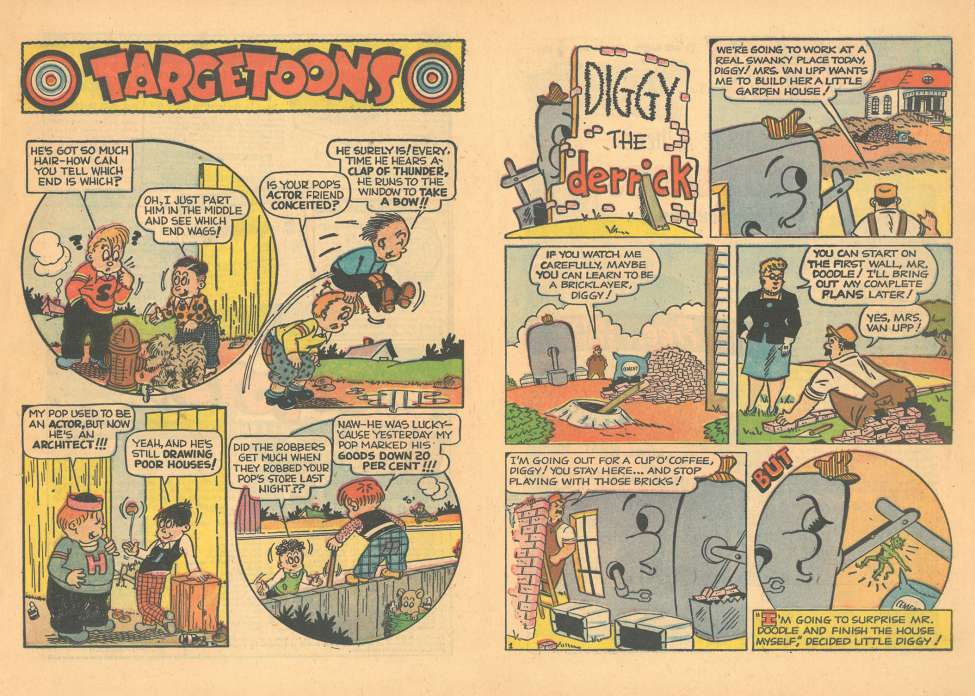 TARGETOONS
HE'S GOT SO MUCH
HAIR-HOW CAN
YOU TELL WHICH
END IS WHICH?
OH, I JUST PART
HIM IN THE MIDDLE
AND SEE WHICH
END WAGS!
S
IS YOUR POP'S
ACTOR FRIEND
CONCEITED?
HE SURELY IS! EVERY-
TIME HE HEARS A
CLAP OF THUNDER,
HE RUNS TO THE
WINDOW TO TAKE
A BOW!!
MY POP USED TO BE
AN ACTOR, BUT NOW
HE'S AN
ARCHITECT!!!
YEAH, AND HE'S
STILL DRAWING
POOR HOUSES!
H
DID THE ROBBERS
GET MUCH WHEN
THEY ROBBED YOUR
POP'S STORE LAST
NIGHT??
NAW-HE WAS LUCKY-
'CAUSE YESTERDAY MY
POP MARKED HIS
GOODS DOWN 20
PER CENT!!!
DIGGY
THE
derrick
WE'RE GOING TO WORK AT A
REAL SWANKY PLACE TODAY,
DIGGY! MRS. VAN UPP WANTS
ME TO BUILD HER A LITTLE
GARDEN HOUSE!
IF YOU WATCH ME
CAREFULLY, MAYBE
YOU CAN LEARN TO BE
A BRICKLAYER,
DIGGY!
CEMENT
YOU CAN START ON
THE FIRST WALL, MR.
DOODLE! I'LL BRING
OUT MY COMPLETE
PLANS LATER!
YES, MRS.
VAN UPP!
I'M GOING OUT FOR A CUP O' COFFEE,
DIGGY! YOU STAY HERE... AND STOP
PLAYING WITH THOSE BRICKS!
1
BUT
CEMENT
"I'M GOING TO SURPRISE MR.
DOODLE AND FINISH THE HOUSE
MYSELF," DECIDED LITTLE DIGGY!